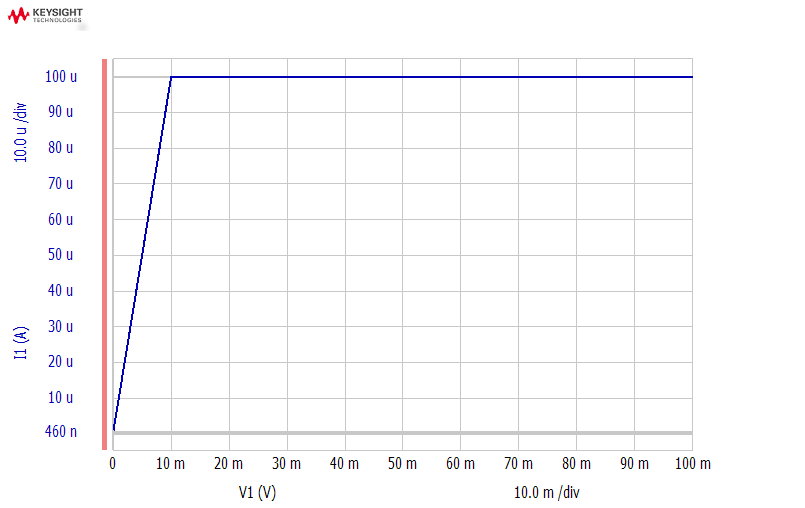 KEYSIGHT
TECHNOLOGIES
10.0 u /div
I1 (A)
100 u
90 u
80 u
70 u
60 u
50 u
40 u
30 u
20 u
10 u
460 n
0 10 m 20 m 30 m 40 m 50 m 60 m 70 m 80 m 90 m 100 m
V1 (V) 10.0 m /div